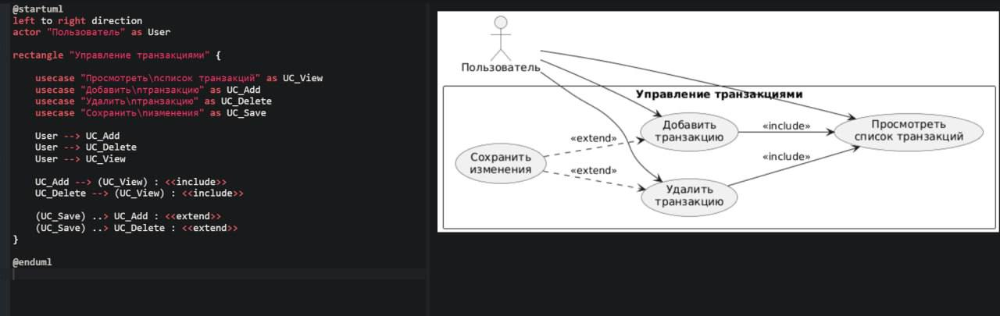 @startuml
left to right direction
actor "Пользователь" as User
rectangle "Управление транзакциями" {
usecase "Просмотреть\nсписок транзакций" as UC_View
usecase "Добавить\nтранзакцию" as UC_Add
usecase "Удалить\nтранзакцию" as UC_Delete
usecase "Сохранить\nизменения" as UC_Save
User --> UC_Add
User --> UC_Delete
User --> UC_View
UC_Add --> (UC_View) : <<include>>
UC_Delete --> (UC_View) : <<include>>
(UC_Save) ..> UC_Add : <<extend>>
(UC_Save) ..> UC_Delete : <<extend>>
}
@enduml
Пользователь
Управление транзакциями
Добавить
транзакцию
«include»
Просмотреть
список транзакций
«extend»
Сохранить
изменения
«include»
«extend»
Удалить
транзакцию